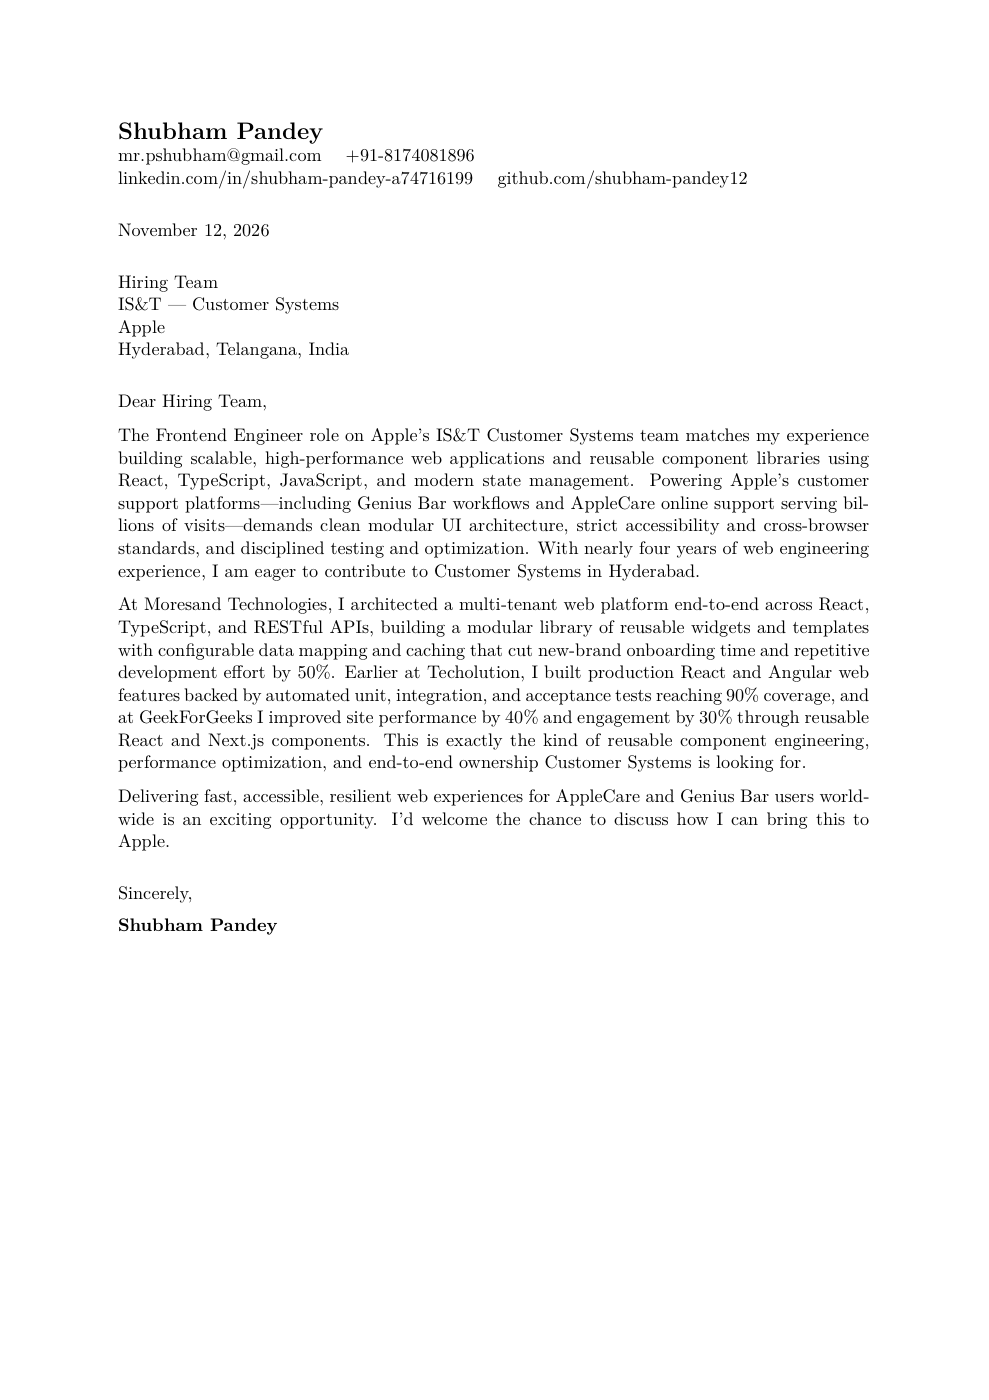 Shubham Pandey
mr.pshubham@gmail.com +91-8174081896
linkedin.com/in/shubham-pandey-a74716199 github.com/shubham-pandey12
November 12, 2026
Hiring Team
IS&T — Customer Systems
Apple
Hyderabad, Telangana, India
Dear Hiring Team,
The Frontend Engineer role on Apple's IS&T Customer Systems team matches my experience
building scalable, high-performance web applications and reusable component libraries using
React, TypeScript, JavaScript, and modern state management. Powering Apple's customer
support platforms—including Genius Bar workflows and AppleCare online support serving bil-
lions of visits—demands clean modular UI architecture, strict accessibility and cross-browser
standards, and disciplined testing and optimization. With nearly four years of web engineering
experience, I am eager to contribute to Customer Systems in Hyderabad.
At Moresand Technologies, I architected a multi-tenant web platform end-to-end across React,
TypeScript, and RESTful APIs, building a modular library of reusable widgets and templates
with configurable data mapping and caching that cut new-brand onboarding time and repetitive
development effort by 50%. Earlier at Techolution, I built production React and Angular web
features backed by automated unit, integration, and acceptance tests reaching 90% coverage, and
at GeekForGeeks I improved site performance by 40% and engagement by 30% through reusable
React and Next.js components. This is exactly the kind of reusable component engineering,
performance optimization, and end-to-end ownership Customer Systems is looking for.
Delivering fast, accessible, resilient web experiences for AppleCare and Genius Bar users world-
wide is an exciting opportunity. I'd welcome the chance to discuss how I can bring this to
Apple.
Sincerely,
Shubham Pandey